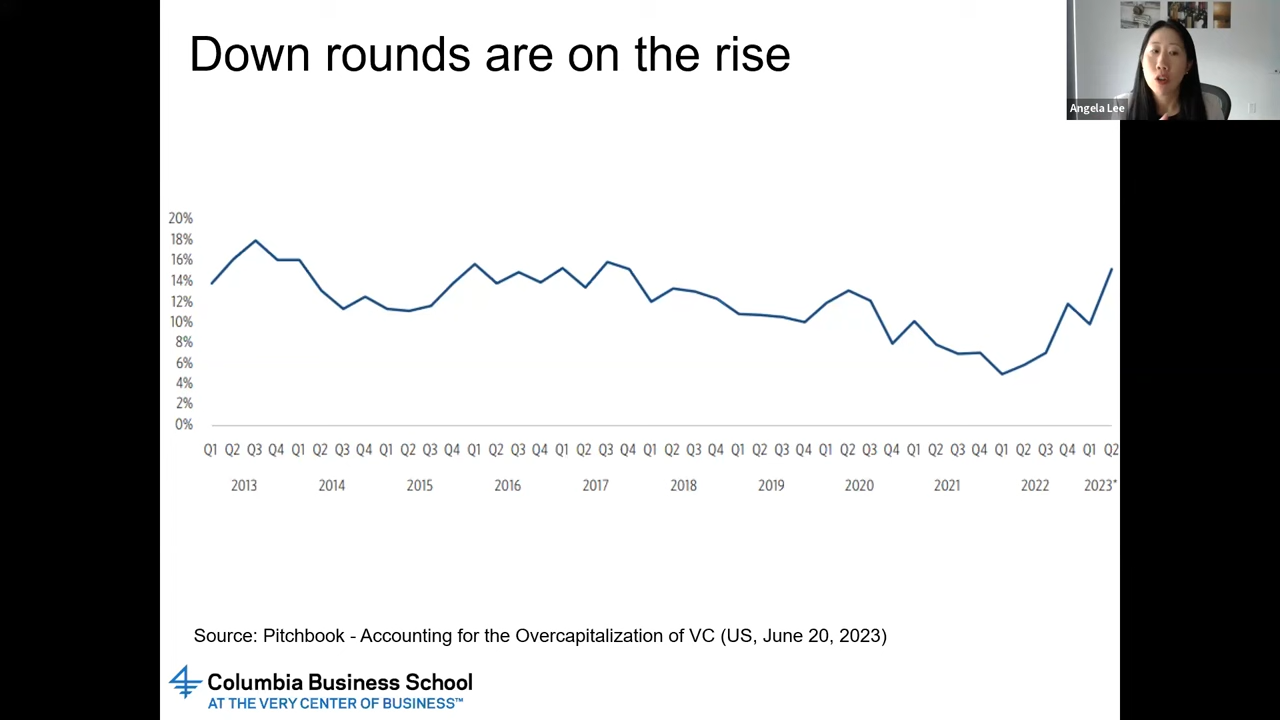 Down rounds are on the rise
Angela Lee
20%
18%
16%
14%
12%
10%
8%
6%
4%
2%
0%
Q1 Q2 Q3 Q4 Q1 Q2 Q3 Q4 Q1 Q2 Q3 Q4 Q1 Q2 Q3 Q4 Q1 Q2 Q3 Q4 Q1 Q2 Q3 Q4 Q1 Q2 Q3 Q4 Q1 Q2 Q3 Q4 Q1 Q2 Q3 Q4 Q1 Q2 Q3 Q4 Q1 Q2
2013 2014 2015 2016 2017 2018 2019 2020 2021 2022 2023*
Source: Pitchbook - Accounting for the Overcapitalization of VC (US, June 20, 2023)
Columbia Business School
AT THE VERY CENTER OF BUSINESS™